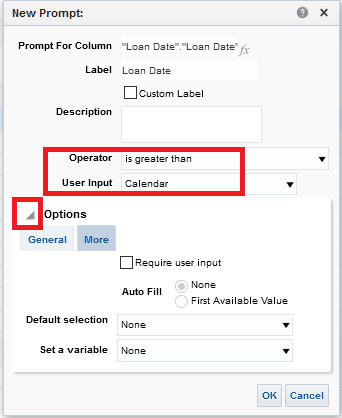 New Prompt:
Prompt For Column "Loan Date"."Loan Date" fx
Label Loan Date
Custom Label
Description
Operator is greater than
User Input Calendar
Options
General More
Require user input
Auto Fill None
First Available Value
Default selection None
Set a variable None
OK Cancel